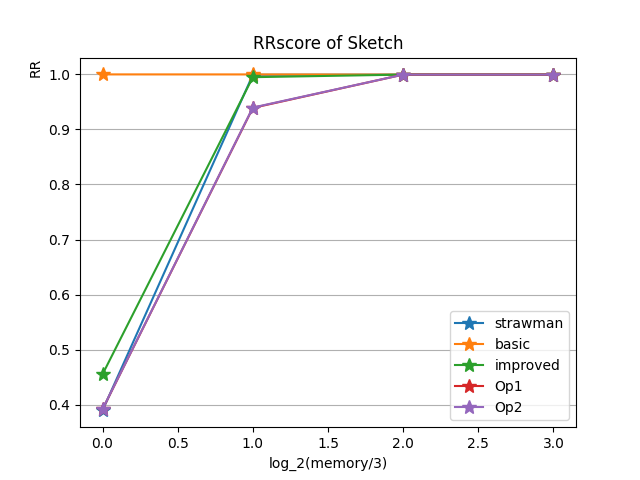 RRscore of Sketch
RR
1.0
0.9
0.8
0.7
0.6
0.5
0.4
strawman
basic
improved
Op1
Op2
0.0 0.5 1.0 1.5 2.0 2.5 3.0
log_2(memory/3)